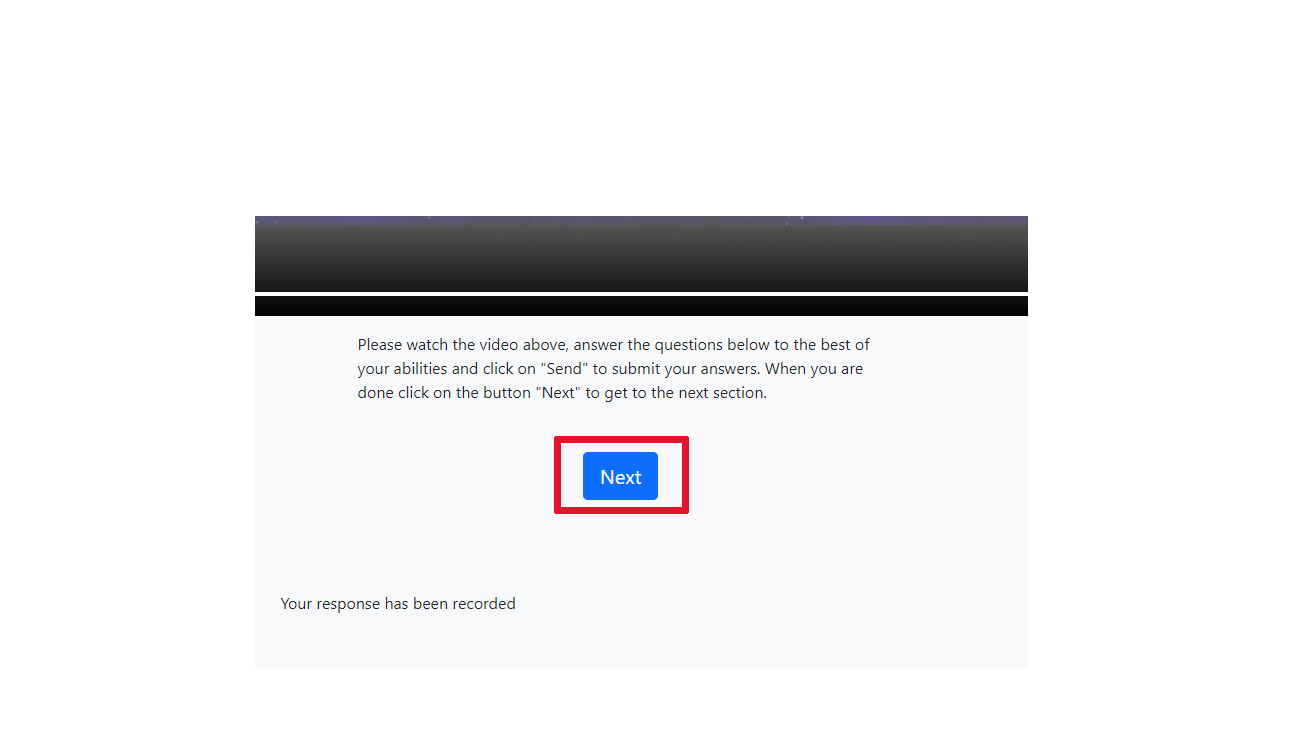 Please watch the video above, answer the questions below to the best of
your abilities and click on "Send" to submit your answers. When you are
done click on the button "Next" to get to the next section.
Next
Your response has been recorded